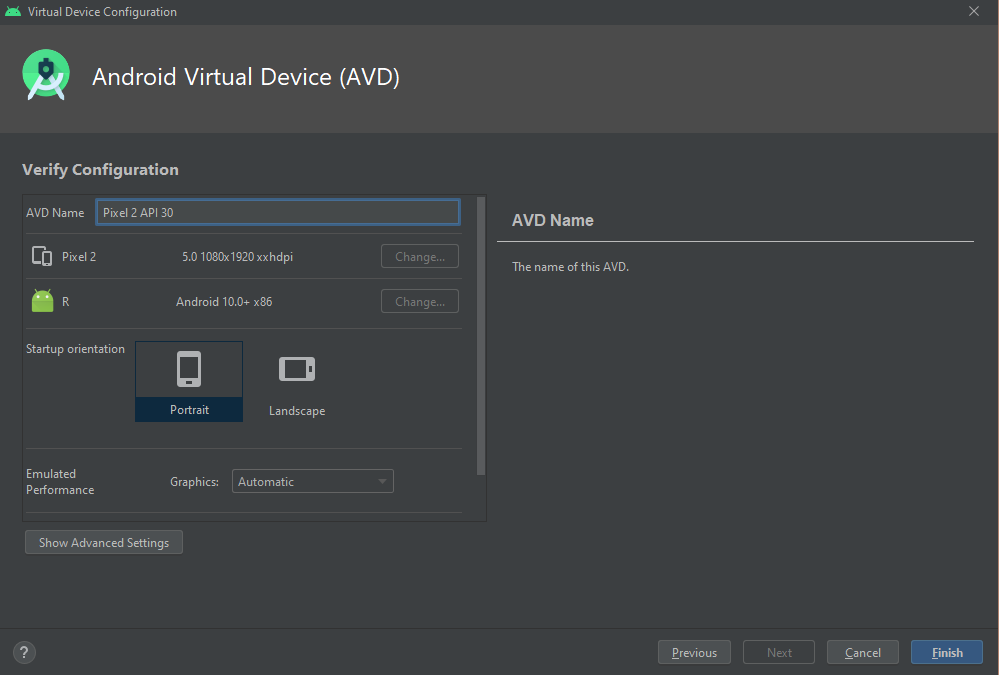 Virtual Device Configuration
Android Virtual Device (AVD)
Verify Configuration
AVD Name
Pixel 2 API 30
Pixel 2
5.0 1080x1920 xxhdpi
Change...
R
Android 10.0+ x86
Change...
Startup orientation
Portrait
Landscape
Emulated
Performance
Graphics:
Automatic
Show Advanced Settings
AVD Name
The name of this AVD.
?
Previous
Next
Cancel
Finish